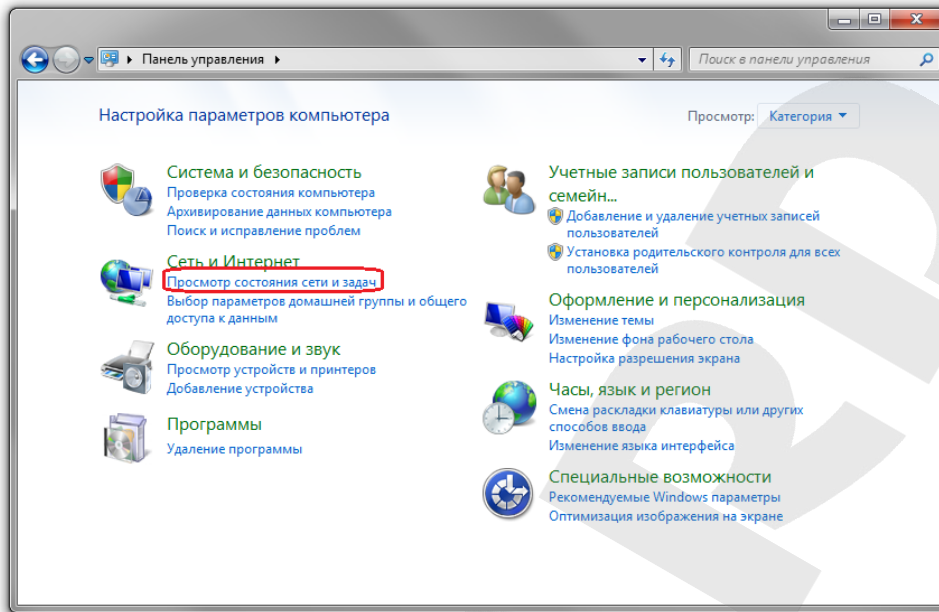 Панель управления
Поиск в панели управления
Настройка параметров компьютера
Просмотр: Категория
Система и безопасность
Проверка состояния компьютера
Архивирование данных компьютера
Поиск и исправление проблем
Сеть и Интернет
Просмотр состояния сети и задач
Выбор параметров домашней группы и общего
доступа к данным
Оборудование и звук
Просмотр устройств и принтеров
Добавление устройства
Программы
Удаление программы
Учетные записи пользователей и
семейн...
Добавление и удаление учетных записей
пользователей
Установка родительского контроля для всех
пользователей
Оформление и персонализация
Изменение темы
Изменение фона рабочего стола
Настройка разрешения экрана
Часы, язык и регион
Смена раскладки клавиатуры или других
способов ввода
Изменение языка интерфейса
Специальные возможности
Рекомендуемые Windows параметры
Оптимизация изображения на экране